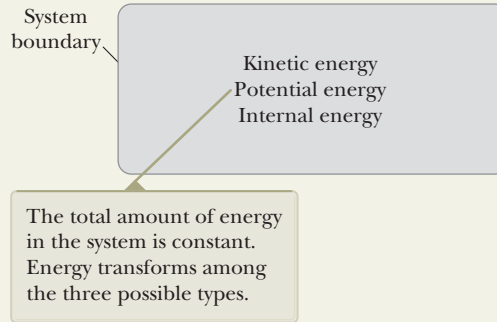 System
boundary
Kinetic energy
Potential energy
Internal energy
The total amount of energy
in the system is constant.
Energy transforms among
the three possible types.